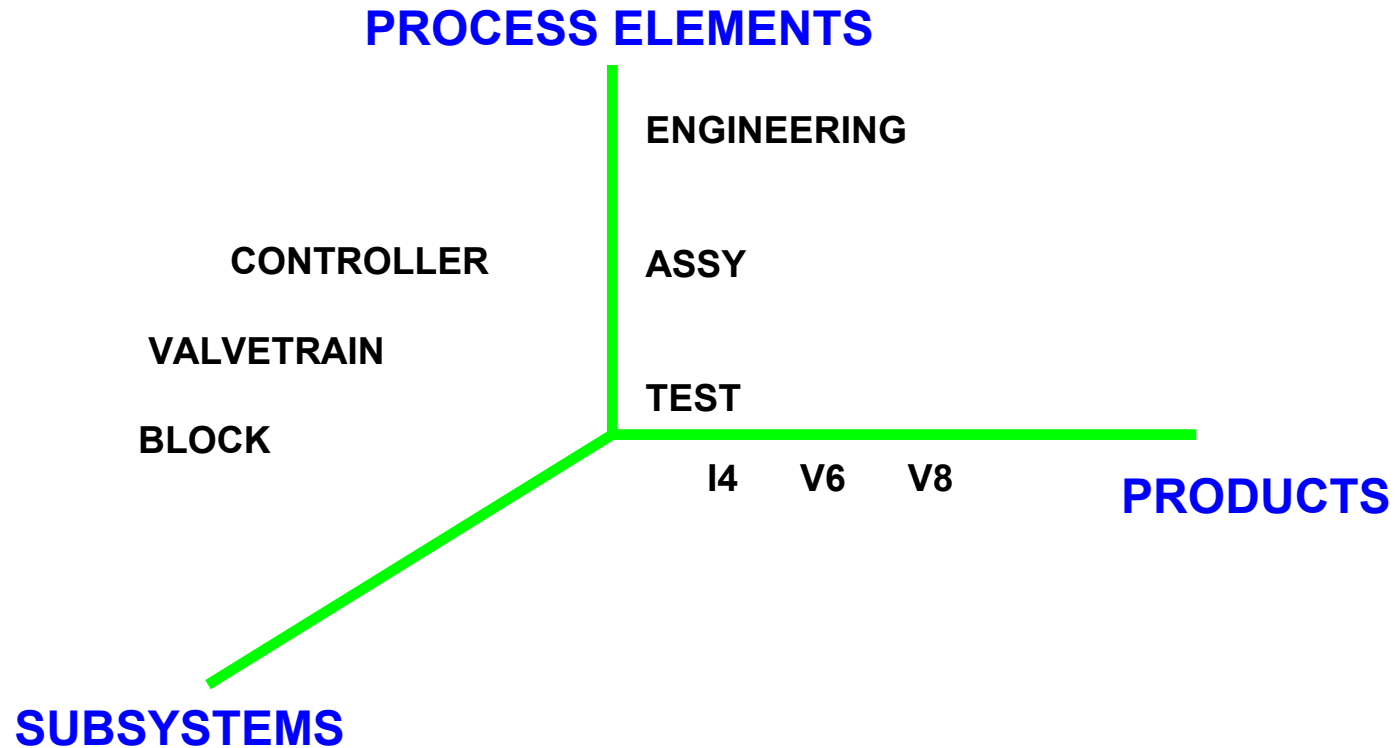 PROCESS ELEMENTS
ENGINEERING
CONTROLLER
ASSY
VALVETRAIN
TEST
BLOCK
I4 V6 V8
PRODUCTS
SUBSYSTEMS